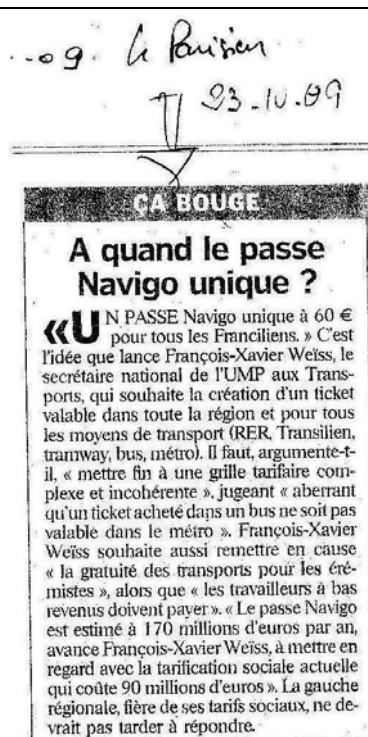 09. Le Parisien
23-IV-09
ÇA BOUGE
A quand le passe
Navigo unique ?
«UN PASSE Navigo unique à 60 €
pour tous les Franciliens. » C'est
l'idée que lance François-Xavier Weïss, le
secrétaire national de l'UMP aux Trans-
ports, qui souhaite la création d'un ticket
valable dans toute la région et pour tous
les moyens de transport (RER, Transilien,
tramway, bus, métro). Il faut, argumente-t-
il, « mettre fin à une grille tarifaire com-
plexe et incohérente », jugeant « aberrant
qu'un ticket acheté dans un bus ne soit pas
valable dans le métro ». François-Xavier
Weïss souhaite aussi remettre en cause
« la gratuité des transports pour les éré-
mistes », alors que « les travailleurs à bas
revenus doivent payer ». « Le passe Navigo
est estimé à 170 millions d'euros par an,
avance François-Xavier Weïss, à mettre en
regard avec la tarification sociale actuelle
qui coûte 90 millions d'euros ». La gauche
régionale, fière de ses tarifs sociaux, ne de-
vrait pas tarder à répondre.